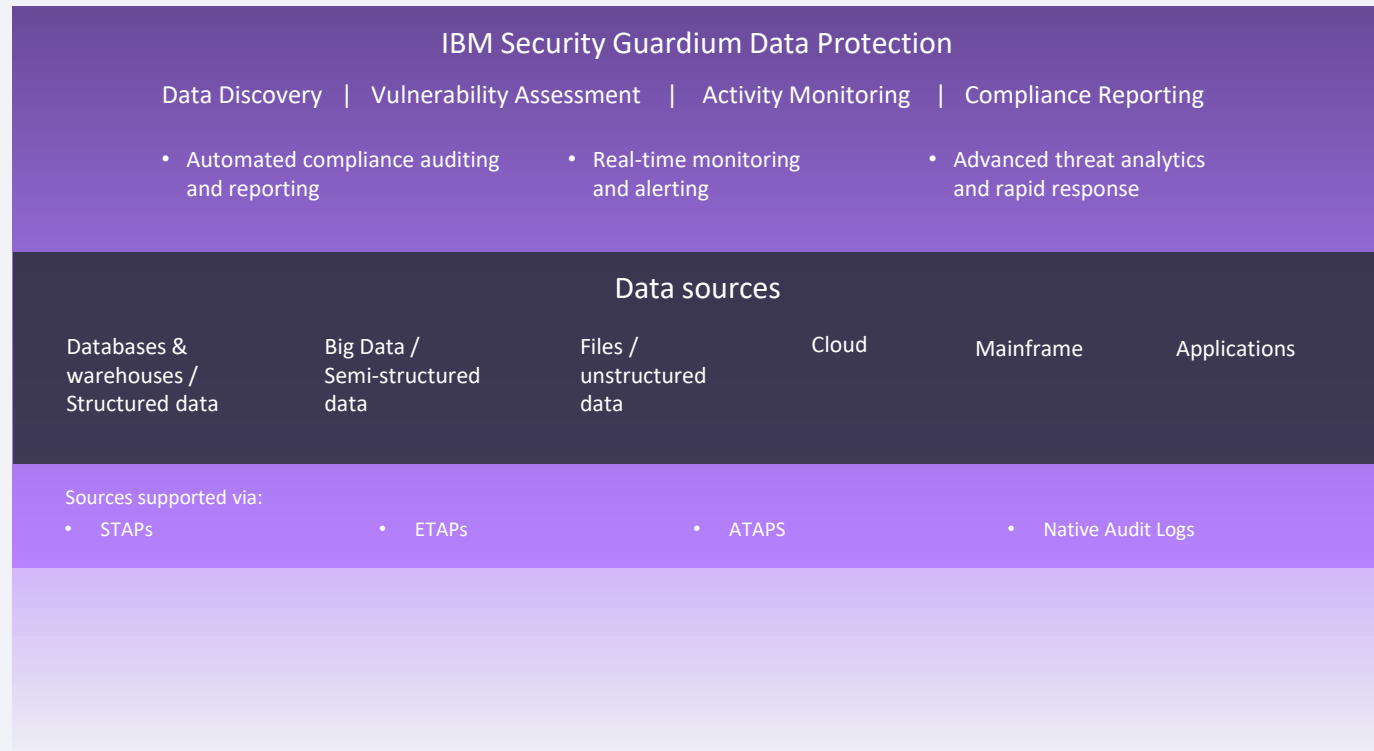 IBM Security Guardium Data Protection
Data Discovery | Vulnerability Assessment | Activity Monitoring | Compliance Reporting
• Automated compliance auditing
and reporting
• Real-time monitoring
and alerting
• Advanced threat analytics
and rapid response
Data sources
Databases &
warehouses /
Structured data
Big Data /
Semi-structured
data
Files /
unstructured
data
Cloud
Mainframe
Applications
Sources supported via:
• STAPs
• ETAPs
• ATAPS
• Native Audit Logs